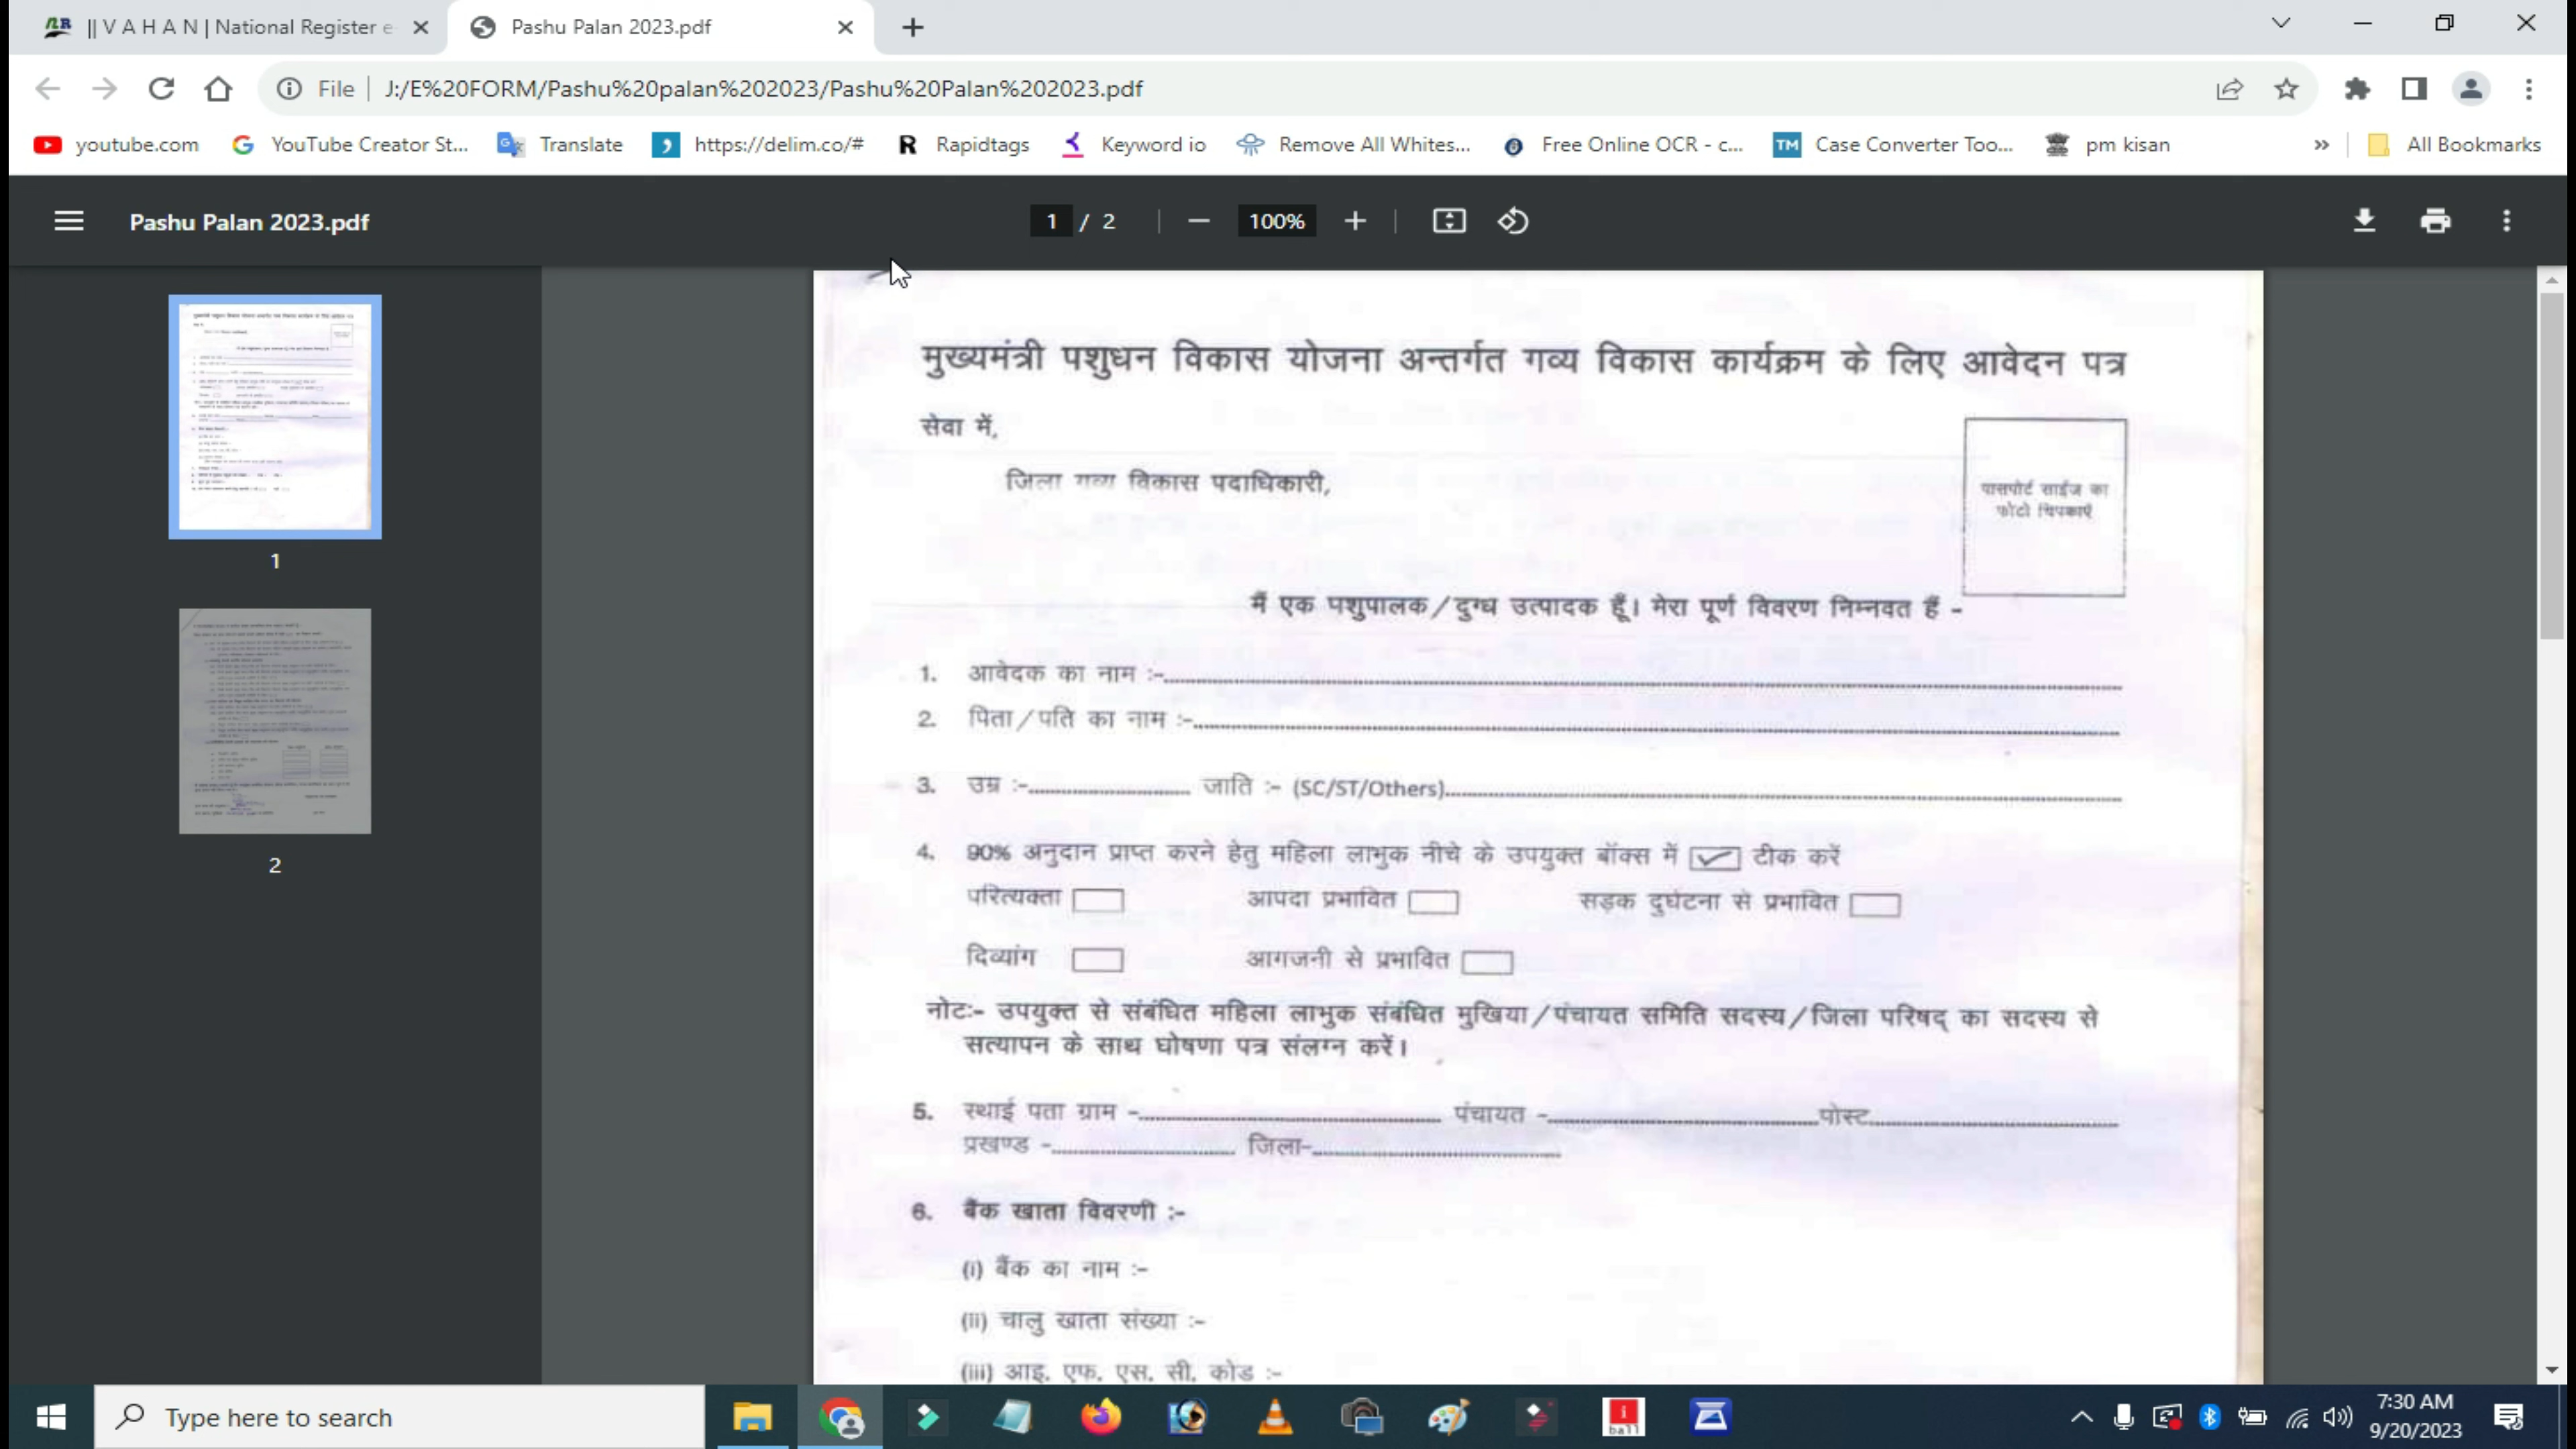 || V A H A N | National Register e-
Pashu Palan 2023.pdf
File
J:/E%20FORM/Pashu%20palan%202023/Pashu%20Palan%202023.pdf
youtube.com
YouTube Creator St...
Translate
https://delim.co/#
Rapidtags
Keyword io
Remove All Whites...
Free Online OCR - c...
TM
Case Converter Too...
pm kisan
All Bookmarks
Pashu Palan 2023.pdf
1 / 2
100%
1
2
मुख्यमंत्री पशुधन विकास योजना अन्तर्गत गव्य विकास कार्यक्रम के लिए आवेदन पत्र
सेवा में,
जिला गव्य विकास पदाधिकारी,
पासपोर्ट साईज का
फोटो चिपकाएँ
मैं एक पशुपालक/दुग्ध उत्पादक हूँ। मेरा पूर्ण विवरण निम्नवत हैं -
1. आवेदक का नाम :-
2. पिता/पति का नाम :-
3. उम्र :- जाति :- (SC/ST/Others)
4. 90% अनुदान प्राप्त करने हेतु महिला लाभुक नीचे के उपयुक्त बॉक्स में ✓ टीक करें
परित्यक्ता आपदा प्रभावित सड़क दुर्घटना से प्रभावित
दिव्यांग आगजनी से प्रभावित
नोटः- उपयुक्त से संबंधित महिला लाभुक संबंधित मुखिया/पंचायत समिति सदस्य/जिला परिषद् का सदस्य से
सत्यापन के साथ घोषणा पत्र संलग्न करें।
5. स्थाई पता ग्राम - पंचायत - पोस्ट
प्रखण्ड - जिला-
6. बैंक खाता विवरणी :-
(i) बैंक का नाम :-
(ii) चालु खाता संख्या :-
(iii) आइ. एफ. एस. सी. कोड :-
Type here to search
i
ball
7:30 AM
9/20/2023